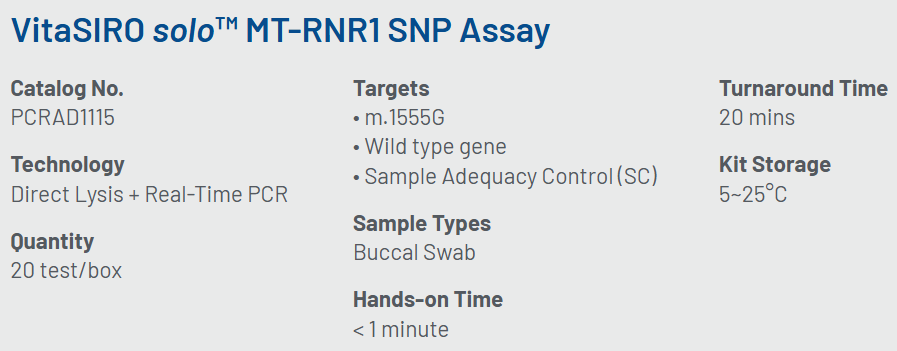 VitaSIRO solo™ MT-RNR1 SNP Assay
Catalog No.
PCRAD1115
Technology
Direct Lysis + Real-Time PCR
Quantity
20 test/box
Targets
• m.1555G
• Wild type gene
• Sample Adequacy Control (SC)
Sample Types
Buccal Swab
Hands-on Time
< 1 minute
Turnaround Time
20 mins
Kit Storage
5~25°C